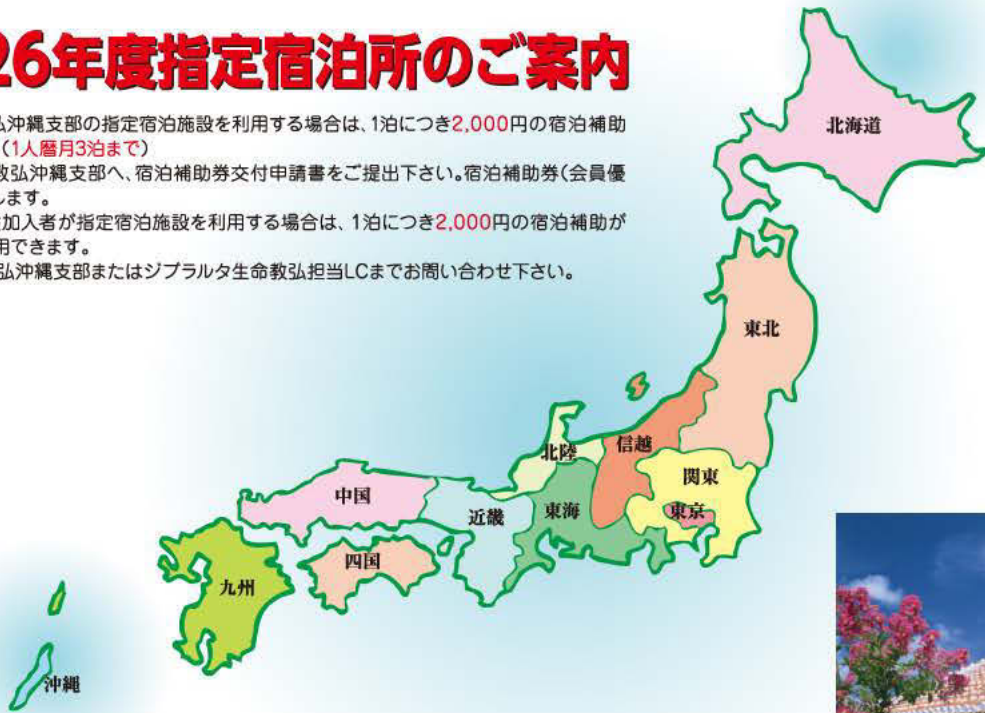 26年度指定宿泊所のご案内
弘沖縄支部の指定宿泊施設を利用する場合は、1泊につき2,000円の宿泊補助
(1人暦月3泊まで)
教弘沖縄支部へ、宿泊補助券交付申請書をご提出下さい。宿泊補助券(会員優
します。
加入者が指定宿泊施設を利用する場合は、1泊につき2,000円の宿泊補助が
用できます。
弘沖縄支部またはジブラルタ生命教弘担当LCまでお問い合わせ下さい。
北海道
東北
北陸
信越
関東
中国
近畿
東海
東京
四国
九州
沖縄